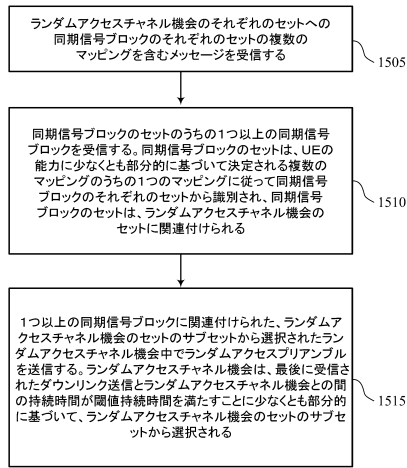 ランダムアクセスチャネル機会のそれぞれのセットへの
同期信号ブロックのそれぞれのセットの複数の
マッピングを含むメッセージを受信する
1505
同期信号ブロックのセットのうちの1つ以上の同期信号
ブロックを受信する。同期信号ブロックのセットは、UEの
能力に少なくとも部分的に基づいて決定される複数の
マッピングのうちの1つのマッピングに従って同期信号
ブロックのそれぞれのセットから識別され、同期信号
ブロックのセットは、ランダムアクセスチャネル機会の
セットに関連付けられる
1510
1つ以上の同期信号ブロックに関連付けられた、ランダムア
クセスチャネル機会のセットのサブセットから選択されたラン
ダムアクセスチャネル機会中でランダムアクセスプリアンブル
を送信する。ランダムアクセスチャネル機会は、最後に受信さ
れたダウンリンク送信とランダムアクセスチャネル機会との間
の持続時間が閾値持続時間を満たすことに少なくとも部分的
に基づいて、ランダムアクセスチャネル機会のセットのサブセ
ットから選択される
1515